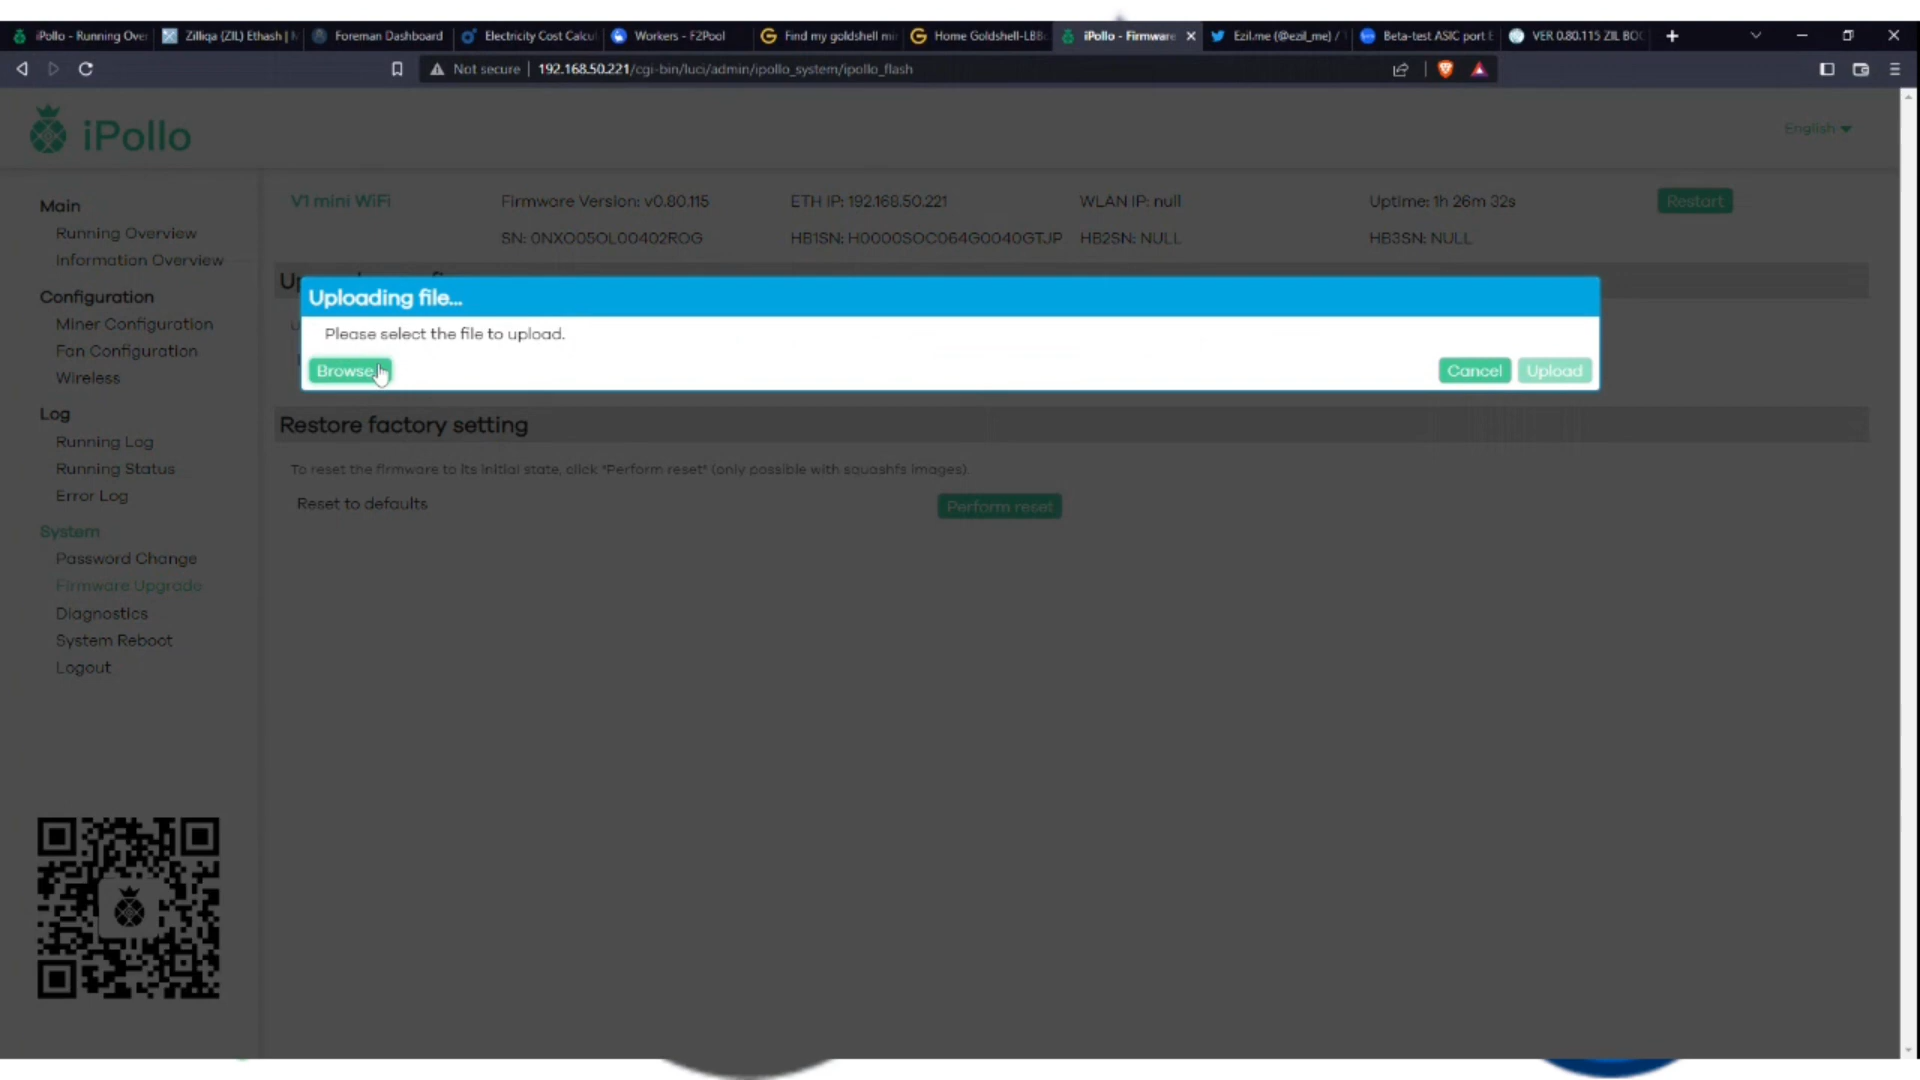 iPollo - Running Over
Zilliqa (ZIL) Ethash |
Foreman Dashboard
Electricity Cost Calcu
Workers - F2Pool
Find my goldshell mi
Home Goldshell-LBB
iPollo - Firmware
Ezil.me (@ezil_me) /
Beta-test ASIC port E
VER 0.80.115 ZIL BOO
Not secure | 192.168.50.221/cgi-bin/luci/admin/ipollo_system/ipollo_flash
iPollo
English
Main
Running Overview
Information Overview
Configuration
Miner Configuration
Fan Configuration
Wireless
Log
Running Log
Running Status
Error Log
System
Password Change
Firmware Upgrade
Diagnostics
System Reboot
Logout
V1 mini WiFi Firmware Version: v0.80.115 ETH IP: 192.168.50.221 WLAN IP: null Uptime: 1h 26m 32s Restart
SN: 0NXO05OL00402ROG HB1SN: H0000SOC064G0040GTJP HB2SN: NULL HB3SN: NULL
Uploading file...
Please select the file to upload.
Browse Cancel Upload
Restore factory setting
To reset the firmware to its initial state, click "Perform reset" (only possible with squashfs images).
Reset to defaults Perform reset